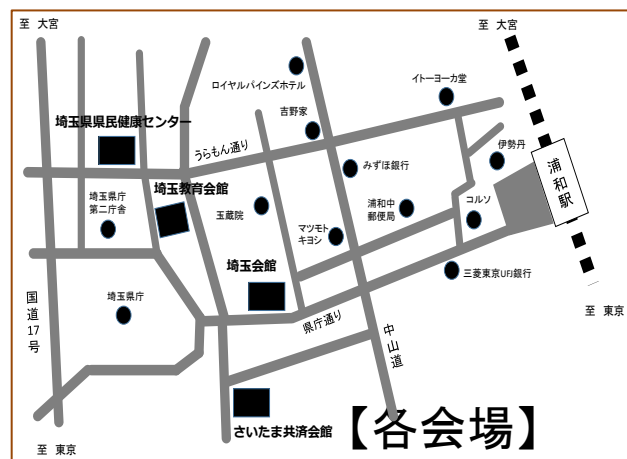 至 大宮
至 大宮
ロイヤルパインズホテル
イトーヨーカ堂
吉野家
埼玉県県民健康センター
うらもん通り
伊勢丹
みずほ銀行
浦和駅
埼玉教育会館
埼玉県庁
第二庁舎
玉蔵院
浦和中
郵便局
コルソ
マツモト
キヨシ
埼玉会館
三菱東京UFJ銀行
国道17号
埼玉県庁
県庁通り
中山道
至 東京
さいたま共済会館
【各会場】
至 東京